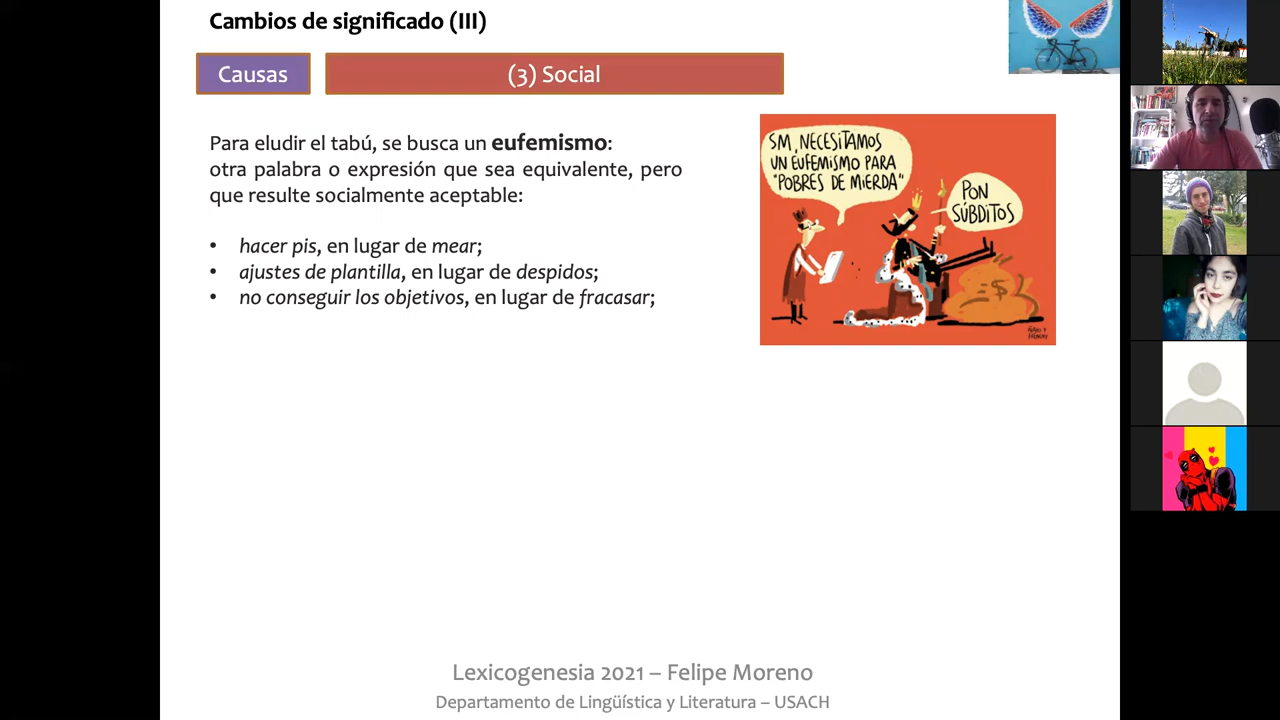 Cambios de significado (III)
Causas
(3) Social
Para eludir el tabú, se busca un eufemismo:
otra palabra o expresión que sea equivalente, pero
que resulte socialmente aceptable:
• hacer pis, en lugar de mear;
• ajustes de plantilla, en lugar de despidos;
• no conseguir los objetivos, en lugar de fracasar;
SM, NECESITAMOS
UN EUFEMISMO PARA
"POBRES DE MIERDA"
PON
SÚBDITOS
Lexicogenesia 2021 – Felipe Moreno
Departamento de Lingüística y Literatura – USACH